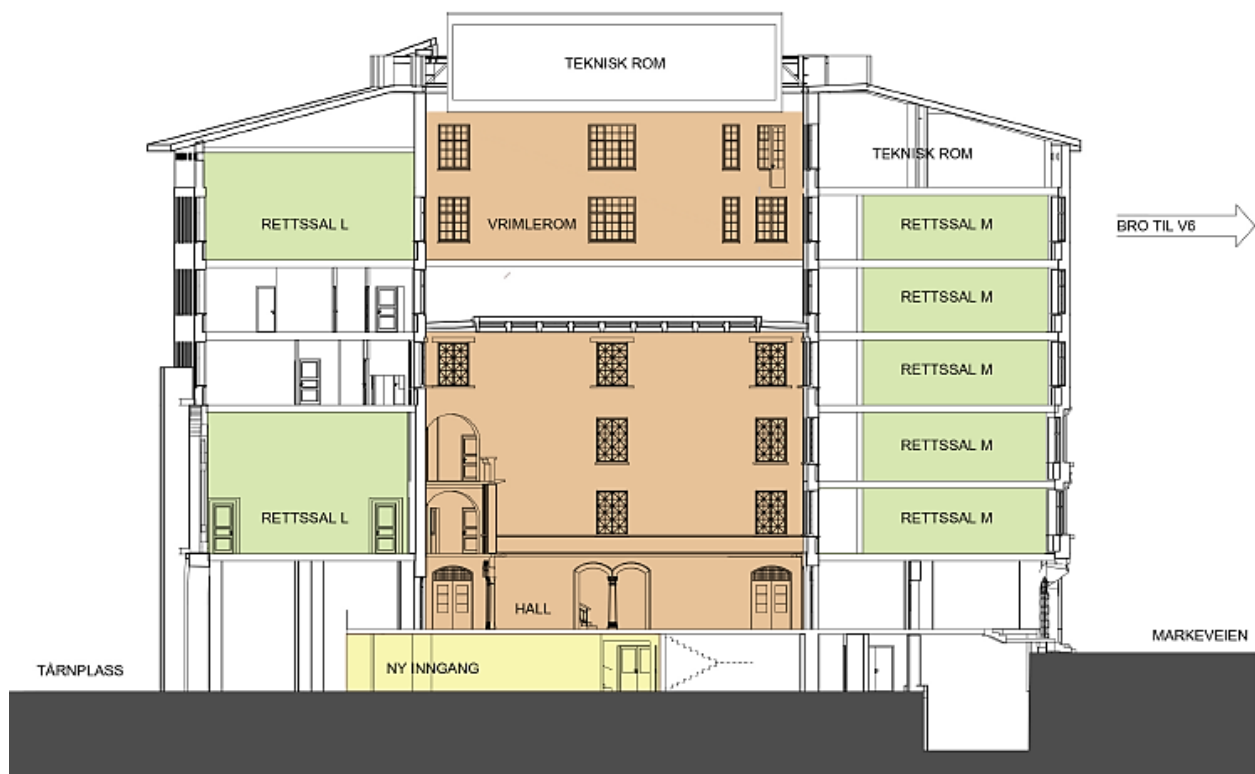 TEKNISK ROM
TEKNISK ROM
RETTSSAL L
VRIMLEROM
RETTSSAL M
BRO TIL V6
RETTSSAL M
RETTSSAL M
RETTSSAL M
RETTSSAL L
RETTSSAL M
HALL
MARKEVEIEN
TÅRNPLASS
NY INNGANG